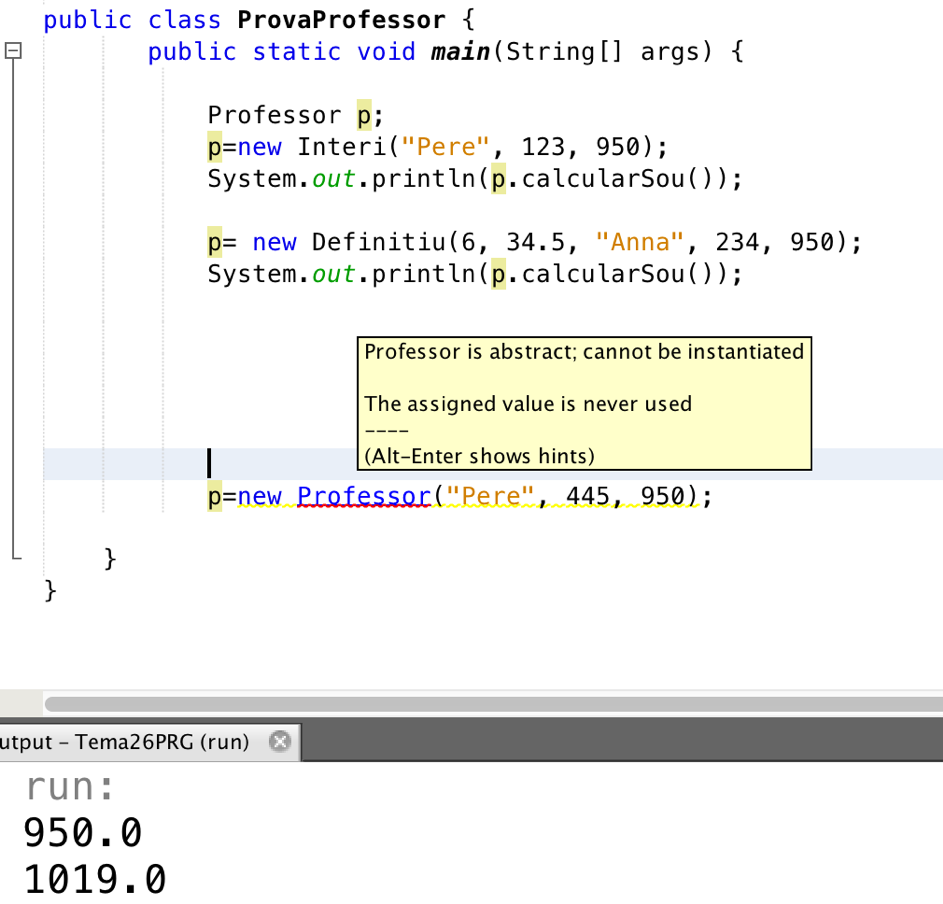 public class ProvaProfessor {
public static void main(String[] args) {
Professor p;
p=new Interi("Pere", 123, 950);
System.out.println(p.calcularSou());
p= new Definitiu(6, 34.5, "Anna", 234, 950);
System.out.println(p.calcularSou());
Professor is abstract; cannot be instantiated
The assigned value is never used
----
(Alt-Enter shows hints)
p=new Professor("Pere", 445, 950);
}
}
utput - Tema26PRG (run)
run:
950.0
1019.0